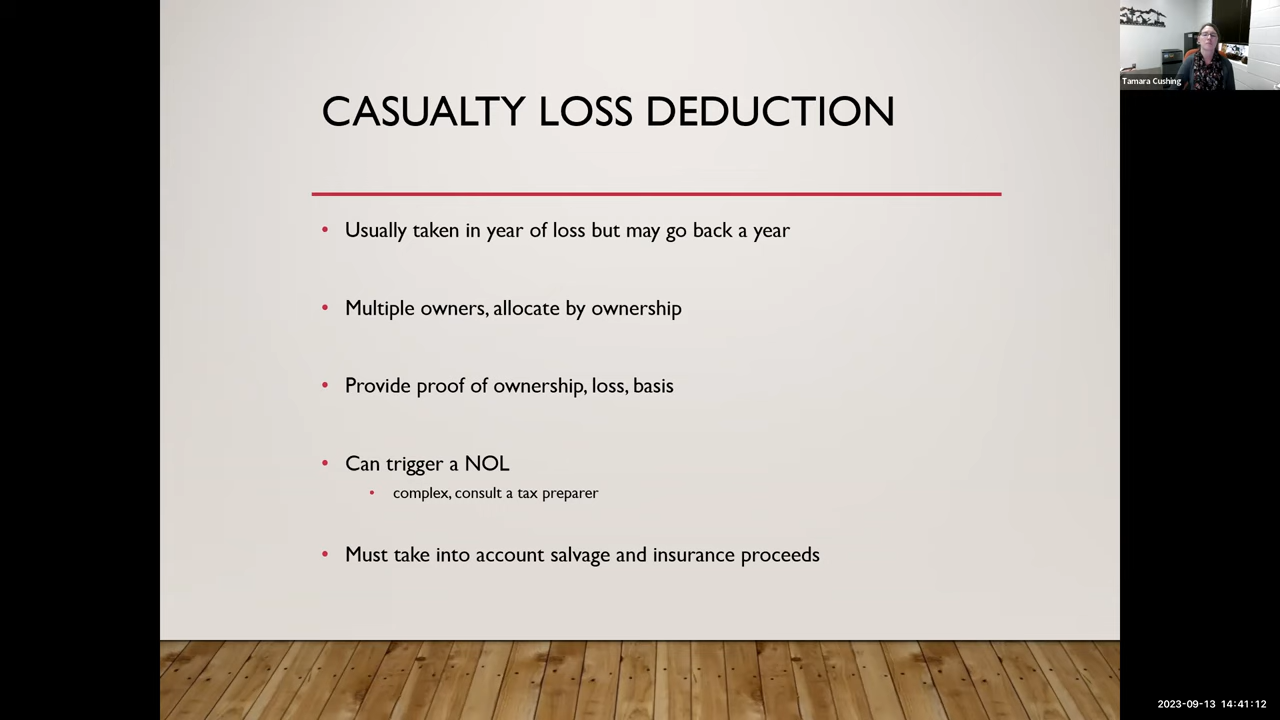 CASUALTY LOSS DEDUCTION
• Usually taken in year of loss but may go back a year
• Multiple owners, allocate by ownership
• Provide proof of ownership, loss, basis
• Can trigger a NOL
• complex, consult a tax preparer
• Must take into account salvage and insurance proceeds
Tamara Cushing
2023-09-13 14:41:12